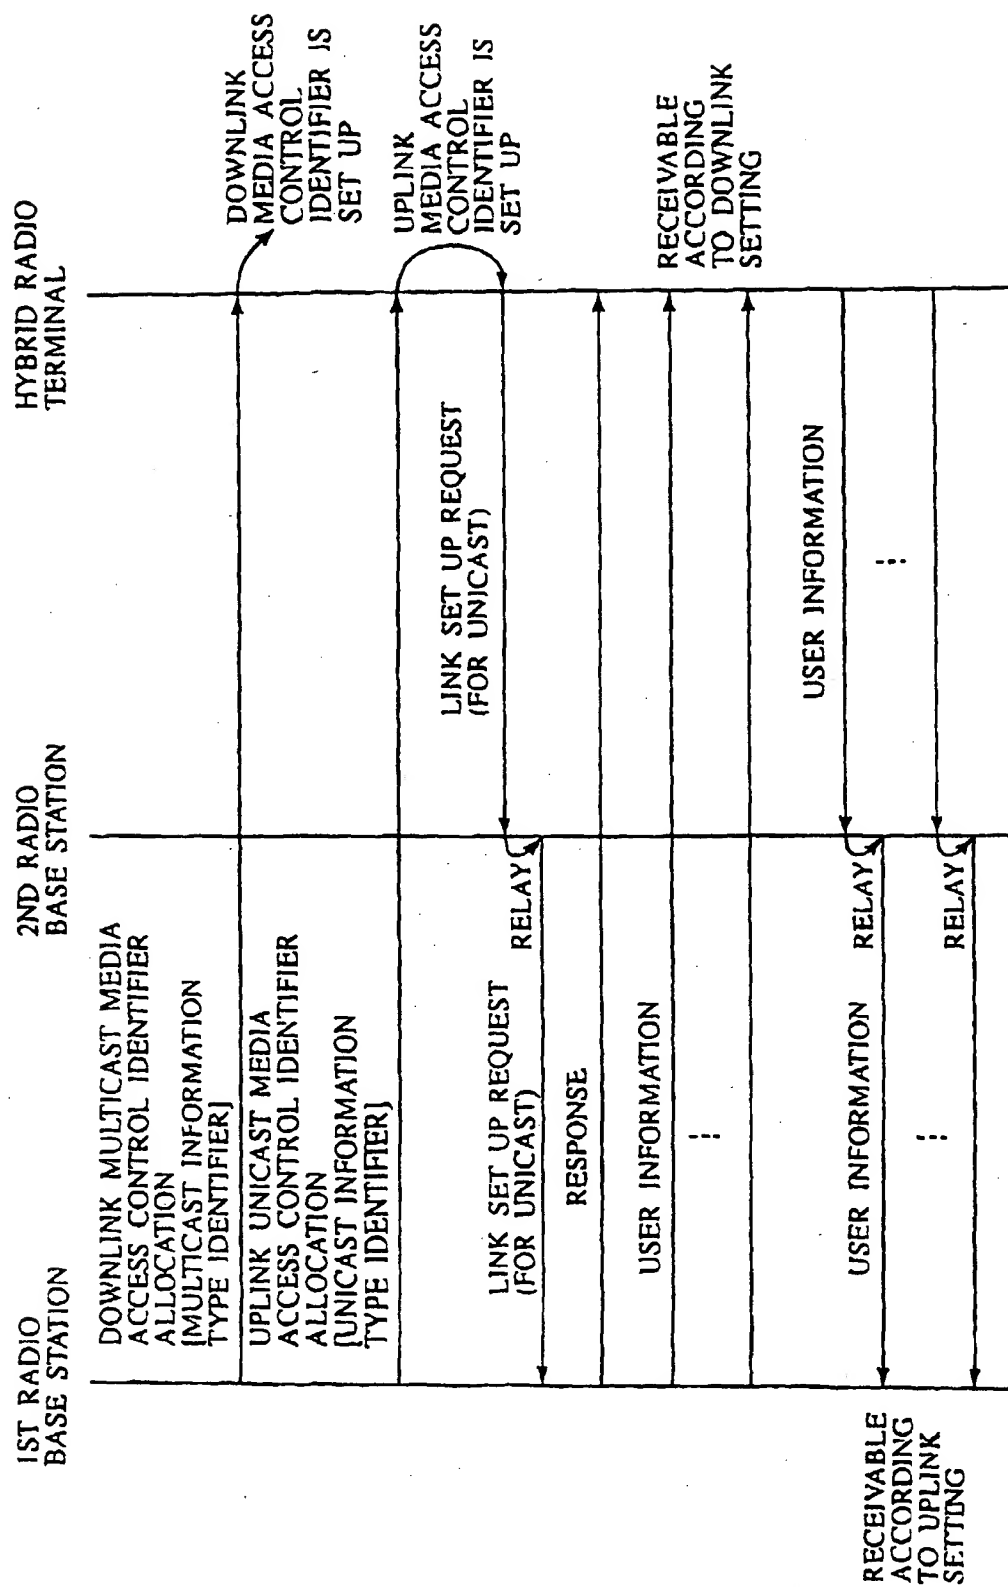 1ST RADIO
BASE STATION
2ND RADIO
BASE STATION
HYBRID RADIO
TERMINAL
DOWNLINK MULTICAST MEDIA
ACCESS CONTROL IDENTIFIER
ALLOCATION
[MULTICAST INFORMATION
TYPE IDENTIFIER]
DOWNLINK
MEDIA ACCESS
CONTROL
IDENTIFIER IS
SET UP
UPLINK UNICAST MEDIA
ACCESS CONTROL IDENTIFIER
ALLOCATION
[UNICAST INFORMATION
TYPE IDENTIFIER]
UPLINK
MEDIA ACCESS
CONTROL
IDENTIFIER IS
SET UP
LINK SET UP REQUEST
(FOR UNICAST)
RELAY
LINK SET UP REQUEST
(FOR UNICAST)
RESPONSE
USER INFORMATION
RECEIVABLE
ACCORDING
TO DOWNLINK
SETTING
USER INFORMATION
RELAY
USER INFORMATION
RELAY
RECEIVABLE
ACCORDING
TO UPLINK
SETTING